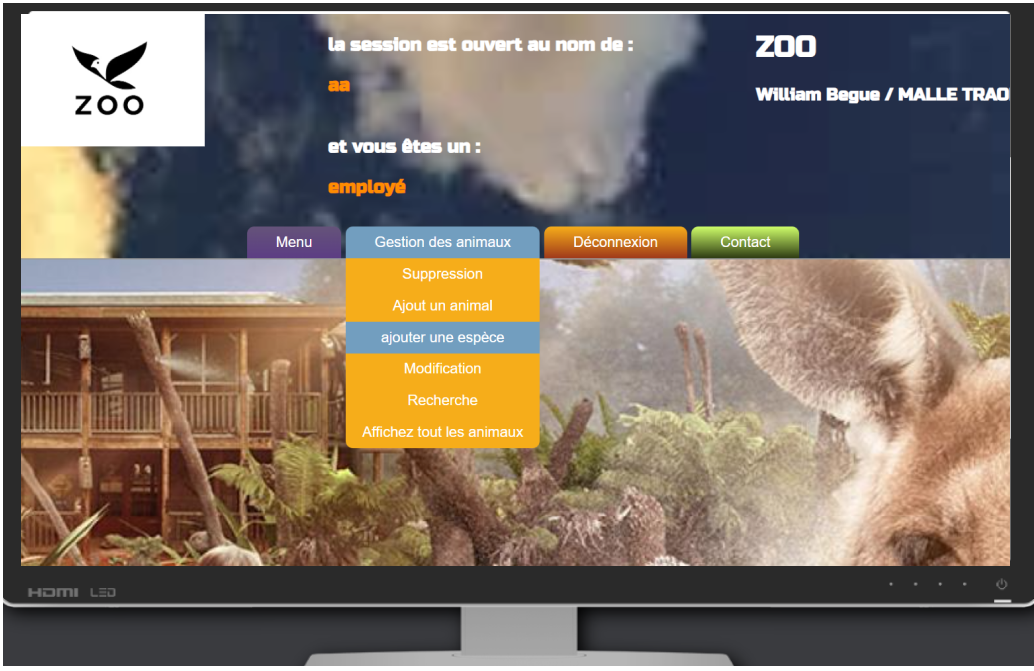 ZOO
la session est ouvert au nom de :
aa
et vous êtes un :
employé
ZOO
William Begue / MALLE TRAO
Menu
Gestion des animaux
Déconnexion
Contact
Suppression
Ajout un animal
ajouter une espèce
Modification
Recherche
Affichez tout les animaux
HDMI LED